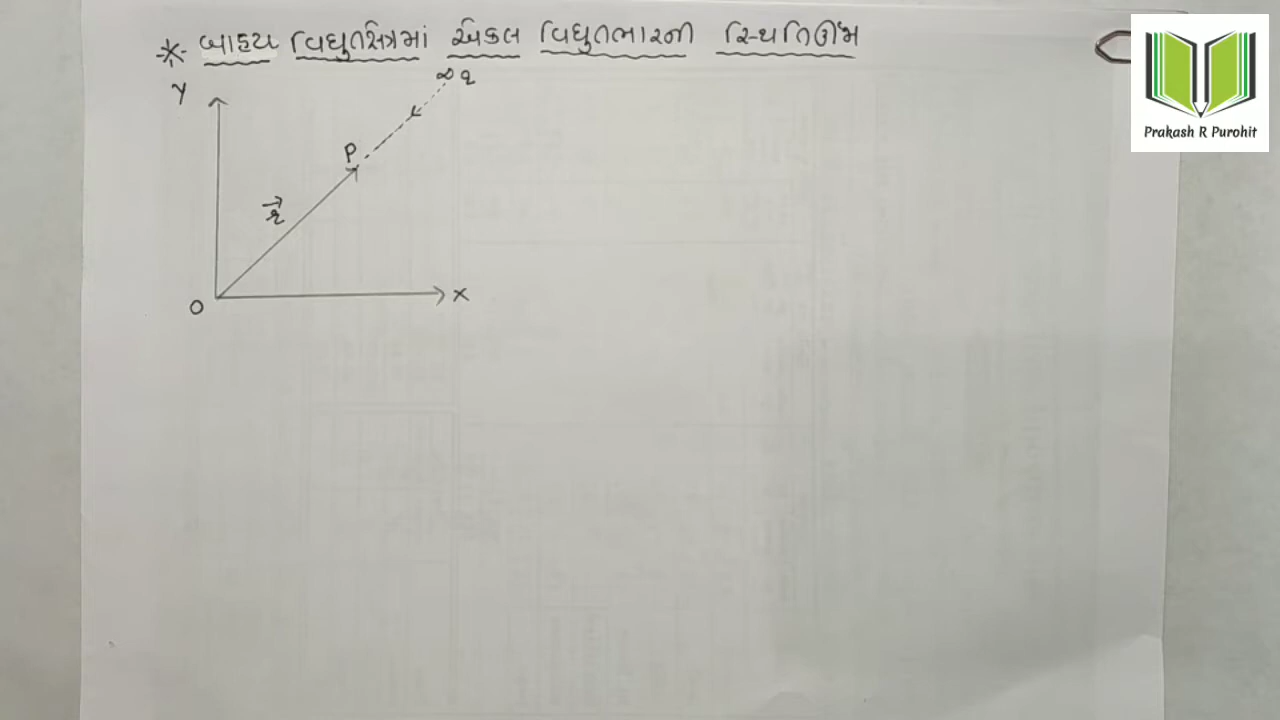 * બાહ્ય વિદ્યુતક્ષેત્રમાં એકલ વિદ્યુતભારની સ્થિતિઊર્જા
∞ q
Y
P
r⃗
O
X
Prakash R Purohit